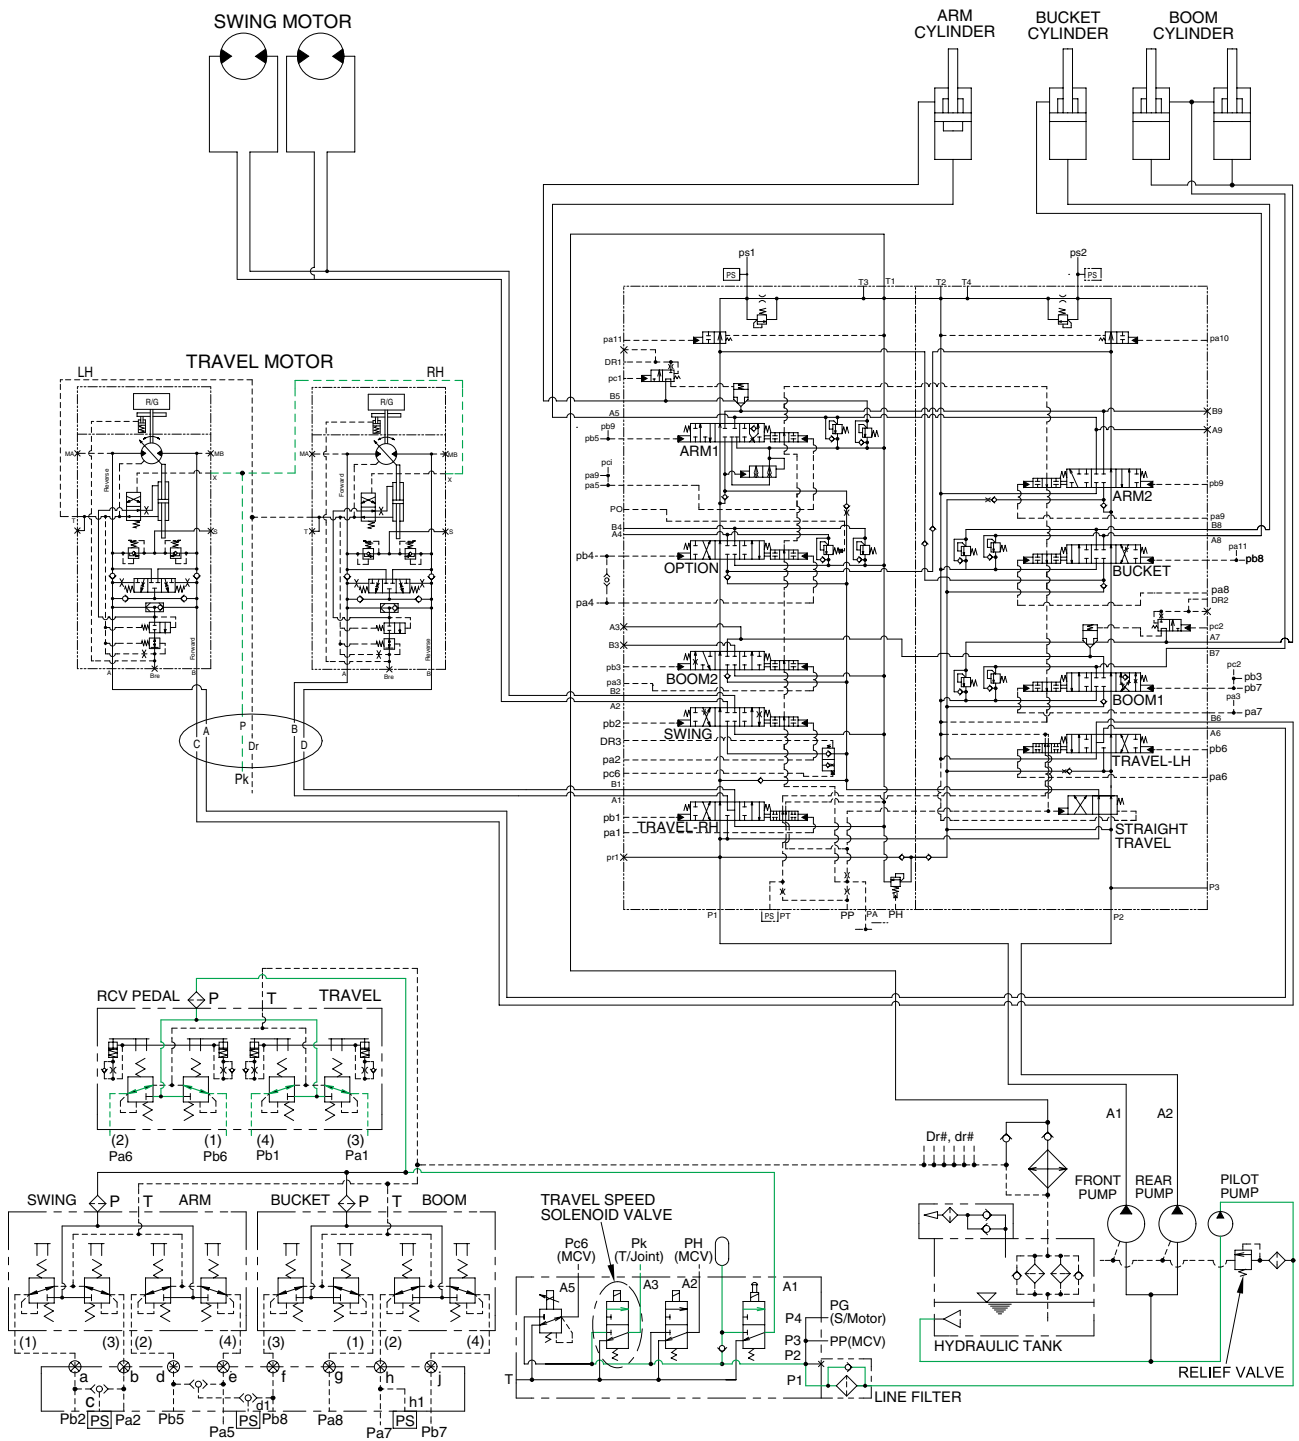 SWING MOTOR
ARM
CYLINDER
BUCKET
CYLINDER
BOOM
CYLINDER
ps1
PS
T3
T1
T2
T4
ps2
PS
pa11
DR1
pc1
B5
A5
pb9
pb5
ARM1
pci
pa9
pa5
PO
B4
A4
pb4
OPTION
pa4
A3
B3
pb3
BOOM2
pa3
B2
A2
pb2
SWING
DR3
pa2
pc6
B1
A1
pb1
TRAVEL-RH
pa1
pr1
P1
PS
PT
PP
PA
PH
P2
pa10
B9
A9
pb9
ARM2
pa9
B8
A8
pa11
pb8
BUCKET
pa8
DR2
pc2
A7
B7
pc2
pb3
pb7
BOOM1
pa3
pa7
B6
A6
pb6
TRAVEL-LH
pa6
STRAIGHT
TRAVEL
P3
TRAVEL MOTOR
LH
RH
R/G
R/G
MA
MB
MA
MB
Reverse
Forward
X
X
T
S
T
S
Forward
Reverse
A
Bre
B
A
Bre
B
C
A
P
Dr
B
D
Pk
RCV PEDAL
P
T
TRAVEL
(2)
(1)
(4)
(3)
Pa6
Pb6
Pb1
Pa1
SWING
P
T
ARM
BUCKET
P
T
BOOM
(1)
(3)
(2)
(4)
(3)
(1)
(2)
(4)
a
b
d
e
f
g
h
j
c
d1
h1
Pb2
PS
Pa2
Pb5
Pa5
PS
Pb8
Pa8
Pa7
PS
Pb7
TRAVEL SPEED
SOLENOID VALVE
Pc6
(MCV)
Pk
(T/Joint)
PH
(MCV)
A5
A3
A2
A1
P4
PG
(S/Motor)
P3
PP(MCV)
P2
P1
T
LINE FILTER
Dr#, dr#
A1
A2
FRONT
PUMP
REAR
PUMP
PILOT
PUMP
HYDRAULIC TANK
RELIEF VALVE